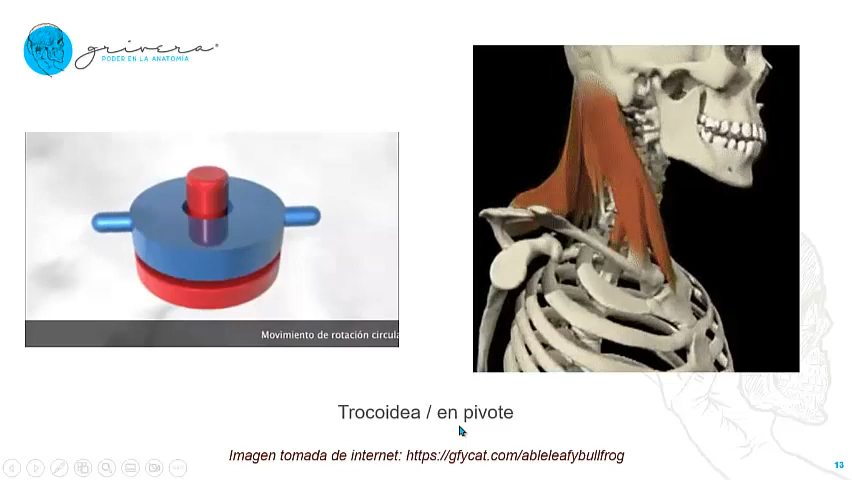 grivera
PODER EN LA ANATOMÍA
Movimiento de rotación circula
Trocoidea / en pivote
Imagen tomada de internet: https://gfycat.com/ableleafybullfrog
13